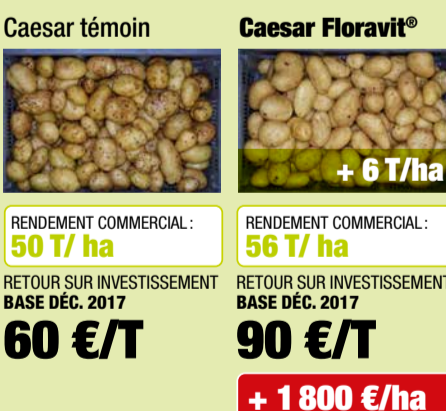 Caesar témoin
RENDEMENT COMMERCIAL :
50 T/ ha
RETOUR SUR INVESTISSEMENT
BASE DÉC. 2017
60 €/T
Caesar Floravit®
+ 6 T/ha
RENDEMENT COMMERCIAL :
56 T/ ha
RETOUR SUR INVESTISSEMENT
BASE DÉC. 2017
90 €/T
+ 1 800 €/ha